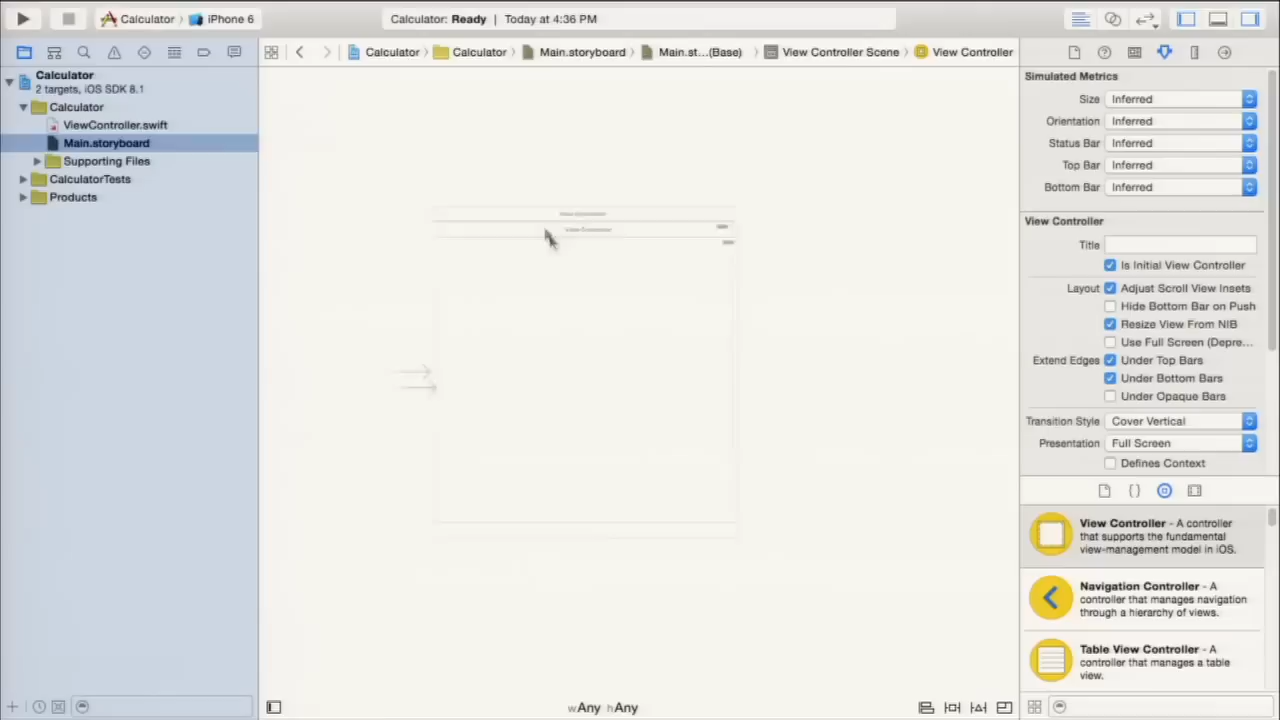 Calculator iPhone 6 Calculator: Ready | Today at 4:36 PM
Calculator Calculator Main.storyboard Main.st...(Base) View Controller Scene View Controller
Calculator
2 targets, iOS SDK 8.1
Calculator
ViewController.swift
Main.storyboard
Supporting Files
CalculatorTests
Products
View Controller
wAny hAny
Simulated Metrics
Size Inferred
Orientation Inferred
Status Bar Inferred
Top Bar Inferred
Bottom Bar Inferred
View Controller
Title
Is Initial View Controller
Layout Adjust Scroll View Insets
Hide Bottom Bar on Push
Resize View From NIB
Use Full Screen (Depre...
Extend Edges Under Top Bars
Under Bottom Bars
Under Opaque Bars
Transition Style Cover Vertical
Presentation Full Screen
Defines Context
{ }
View Controller - A controller
that supports the fundamental
view-management model in iOS.
Navigation Controller - A
controller that manages navigation
through a hierarchy of views.
Table View Controller - A
controller that manages a table
view.